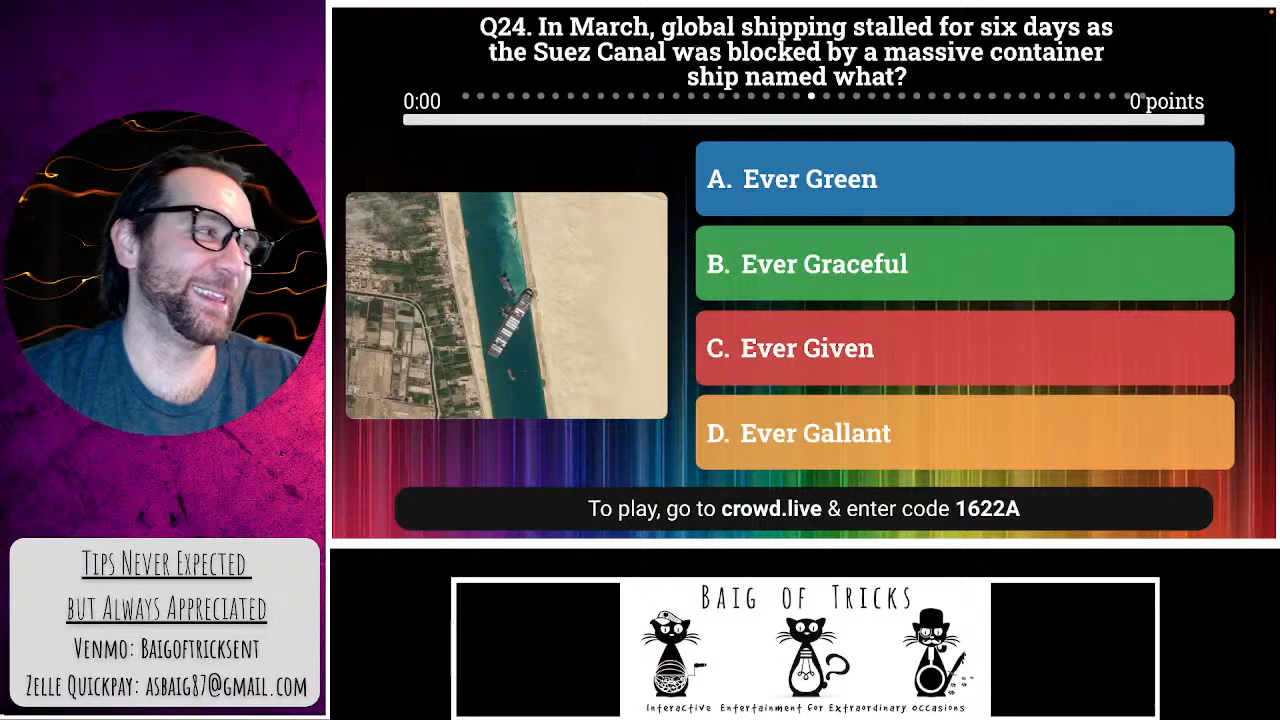 Q24. In March, global shipping stalled for six days as
the Suez Canal was blocked by a massive container
ship named what?
0:00
0 points
A. Ever Green
B. Ever Graceful
C. Ever Given
D. Ever Gallant
To play, go to crowd.live & enter code 1622A
Tips Never Expected
but Always Appreciated
Venmo: Baigoftricksent
Zelle Quickpay: asbaig87@gmail.com
Baig of Tricks
Interactive Entertainment for Extraordinary Occasions